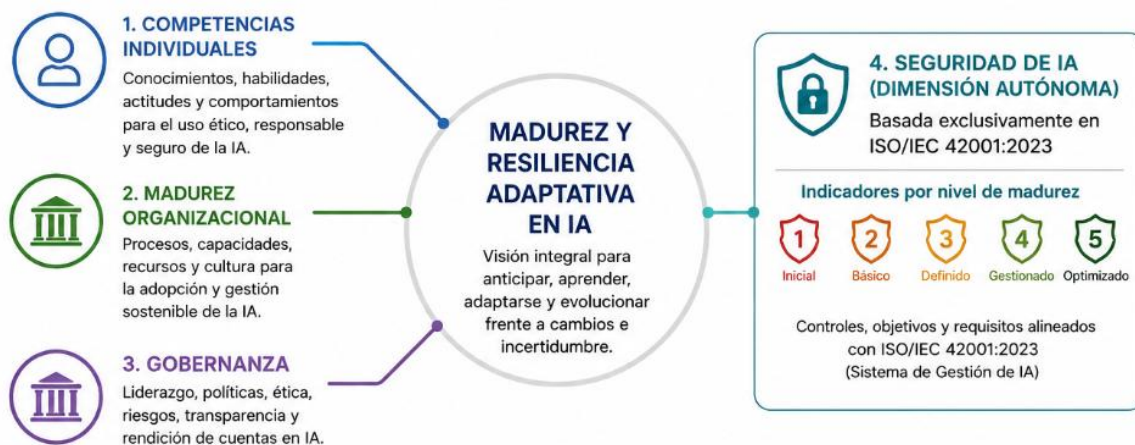 1. COMPETENCIAS
INDIVIDUALES
Conocimientos, habilidades,
actitudes y comportamientos
para el uso ético, responsable
y seguro de la IA.
2. MADUREZ
ORGANIZACIONAL
Procesos, capacidades,
recursos y cultura para
la adopción y gestión
sostenible de la IA.
3. GOBERNANZA
Liderazgo, políticas, ética,
riesgos, transparencia y
rendición de cuentas en IA.
MADUREZ Y
RESILIENCIA
ADAPTATIVA
EN IA
Visión integral para
anticipar, aprender,
adaptarse y evolucionar
frente a cambios e
incertidumbre.
4. SEGURIDAD DE IA
(DIMENSIÓN AUTÓNOMA)
Basada exclusivamente en
ISO/IEC 42001:2023
Indicadores por nivel de madurez
1 2 3 4 5
Inicial Básico Definido Gestionado Optimizado
Controles, objetivos y requisitos alineados
con ISO/IEC 42001:2023
(Sistema de Gestión de IA)